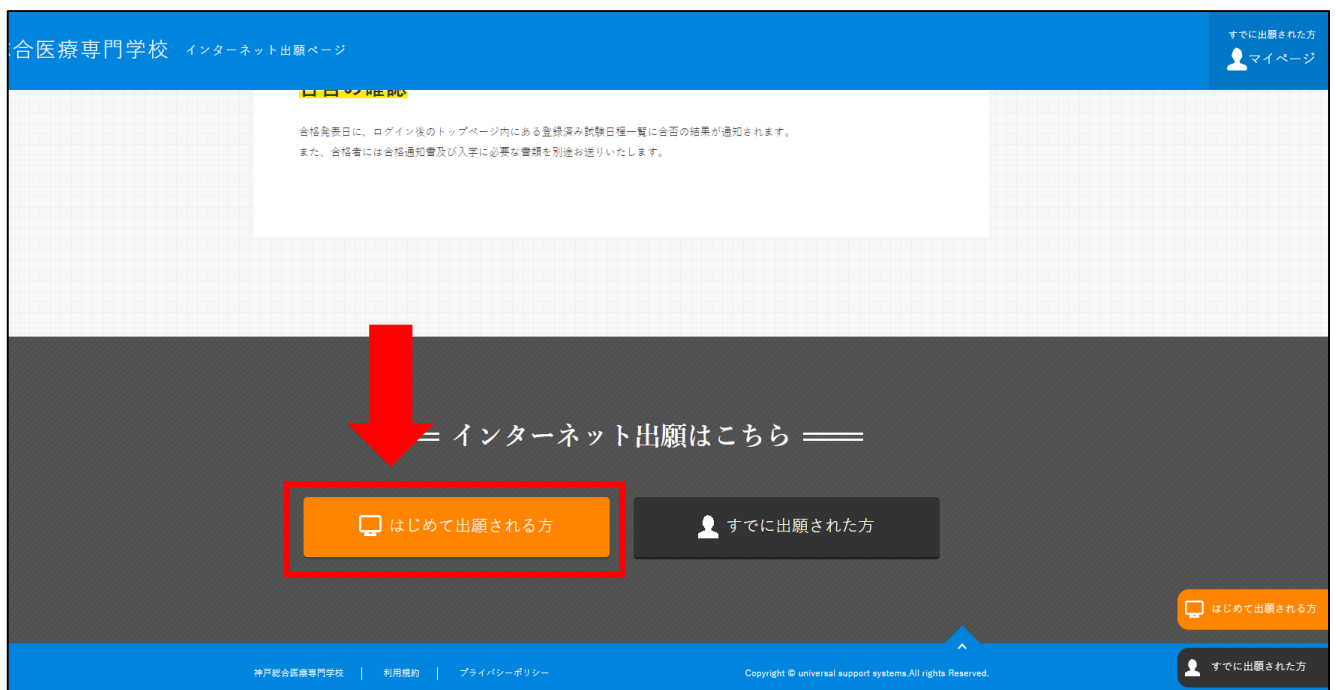 合医療専門学校 インターネット出願ページ
すでに出願された方
マイページ
合否の確認
合格発表日に、ログイン後のトップページ内にある登録済み試験日程一覧に合否の結果が通知されます。
また、合格者には合格通知書及び入学に必要な書類を別途お送りいたします。
インターネット出願はこちら
はじめて出願される方
すでに出願された方
はじめて出願される方
すでに出願された方
神戸総合医療専門学校 | 利用規約 | プライバシーポリシー
Copyright © universal support systems.All rights Reserved.